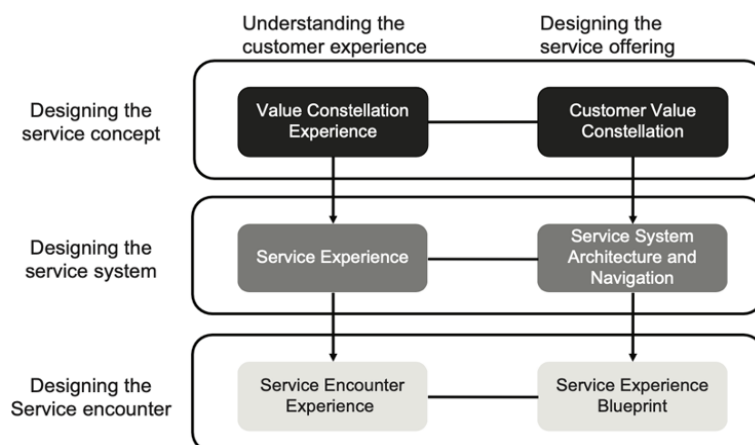 Understanding the
customer experience
Designing the
service offering
Designing the
service concept
Value Constellation
Experience
Customer Value
Constellation
Designing the
service system
Service Experience
Service System
Architecture and
Navigation
Designing the
Service encounter
Service Encounter
Experience
Service Experience
Blueprint